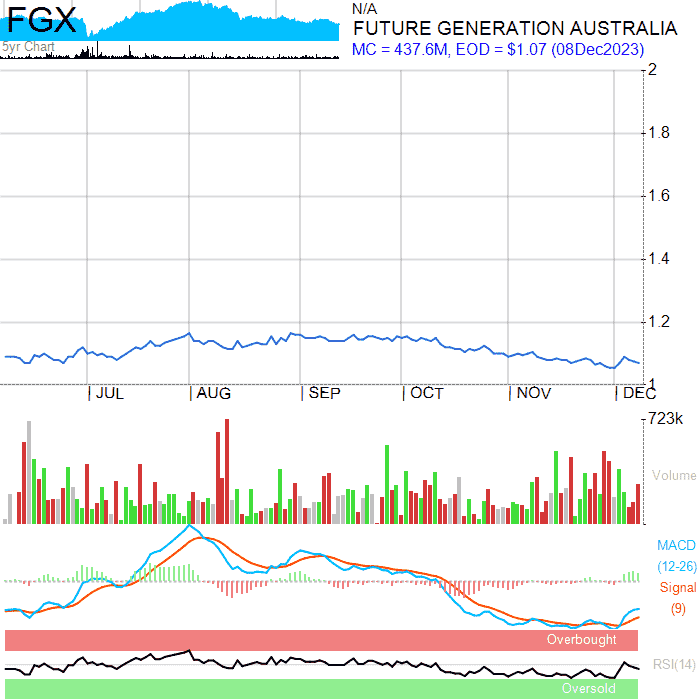 FGX
5yr Chart
N/A
FUTURE GENERATION AUSTRALIA
MC = 437.6M, EOD = $1.07 (08Dec2023)
2
1.8
1.6
1.4
1.2
1
JUL
AUG
SEP
OCT
NOV
DEC
723k
Volume
MACD
(12-26)
Signal
(9)
Overbought
RSI(14)
Oversold